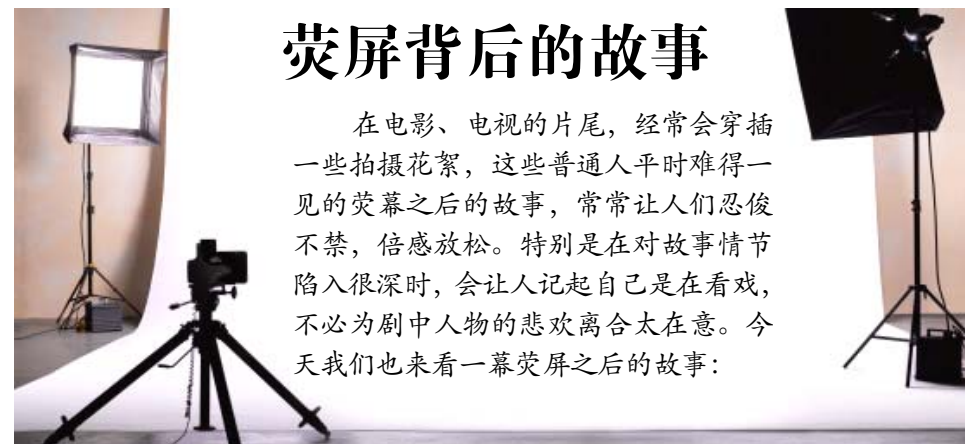 荧屏背后的故事
在电影、电视的片尾，经常会穿插
一些拍摄花絮，这些普通人平时难得一
见的荧幕之后的故事，常常让人们忍俊
不禁，倍感放松。特别是在对故事情节
陷入很深时，会让人记起自己是在看戏，
不必为剧中人物的悲欢离合太在意。今
天我们也来看一幕荧屏之后的故事：